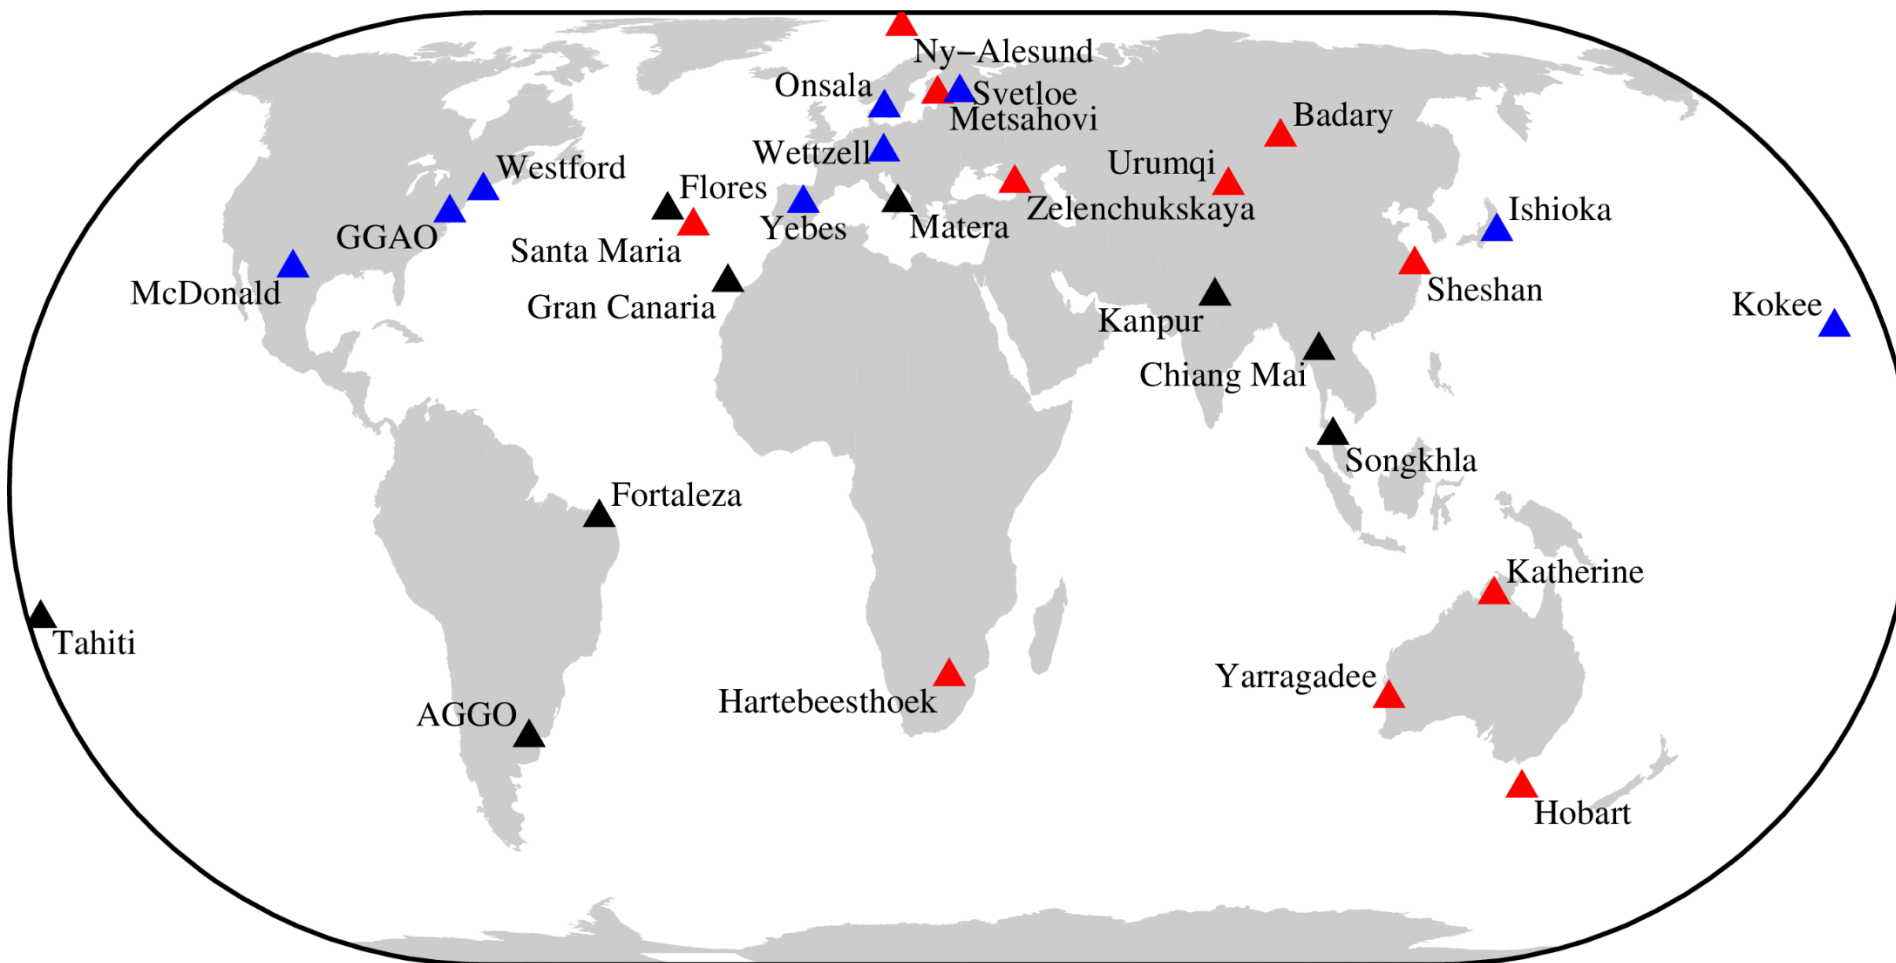 Ny–Alesund
Onsala
Svetloe
Metsahovi
Badary
Westford
Wettzell
Urumqi
Flores
Zelenchukskaya
Ishioka
GGAO
Yebes
Matera
Santa Maria
McDonald
Sheshan
Gran Canaria
Kanpur
Kokee
Chiang Mai
Songkhla
Fortaleza
Katherine
Tahiti
Yarragadee
Hartebeesthoek
AGGO
Hobart